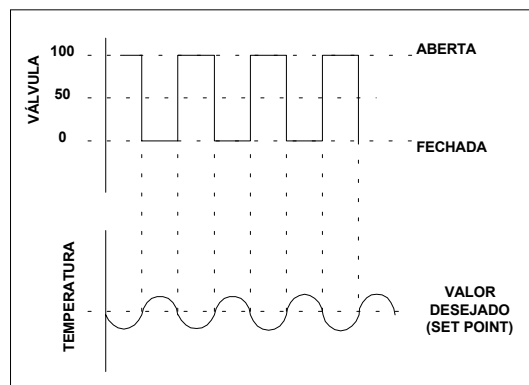 VÁLVULA
100
50
0
ABERTA
FECHADA
TEMPERATURA
VALOR
DESEJADO
(SET POINT)